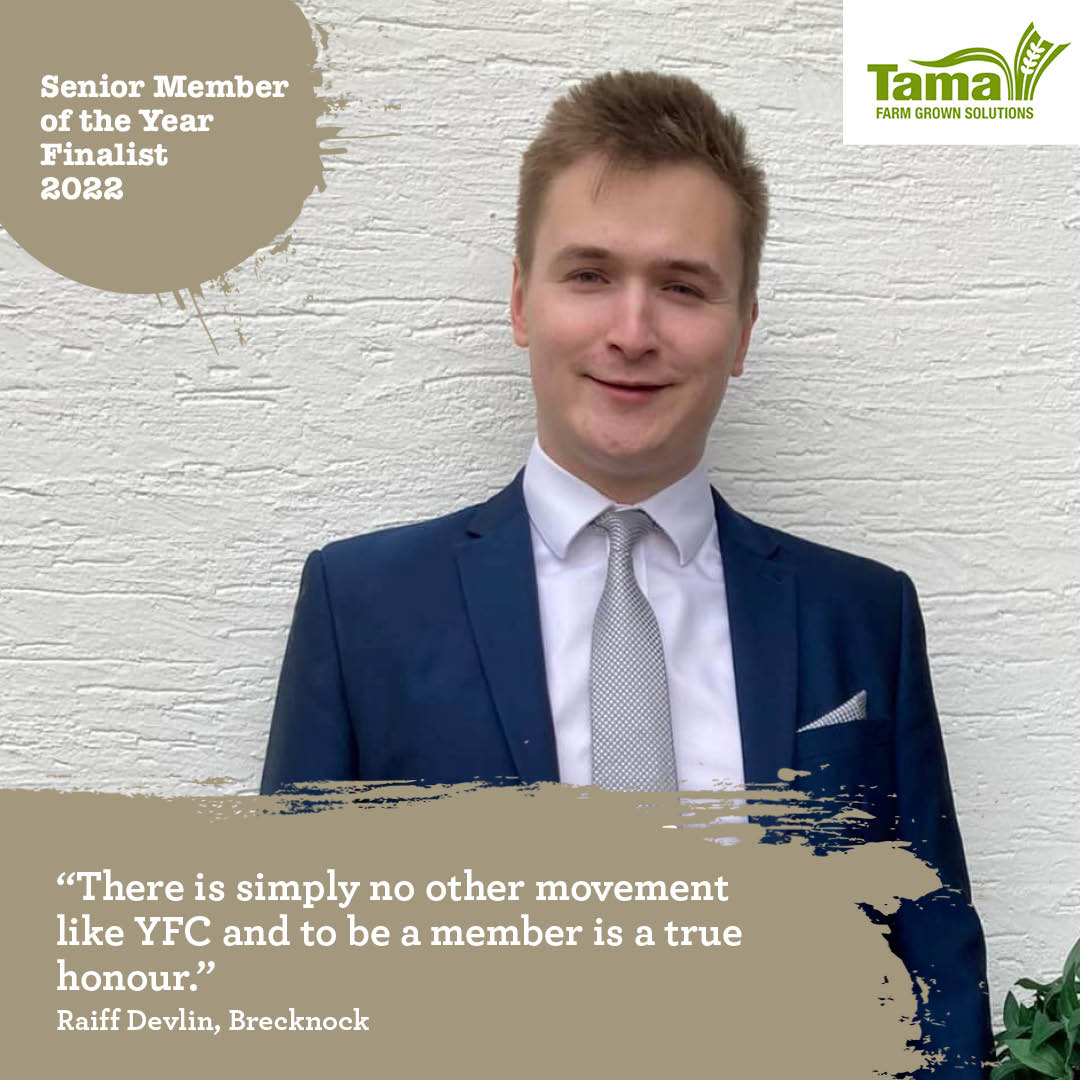 Senior Member
of the Year
Finalist
2022
Tama
FARM GROWN SOLUTIONS
“There is simply no other movement
like YFC and to be a member is a true
honour.”
Raiff Devlin, Brecknock